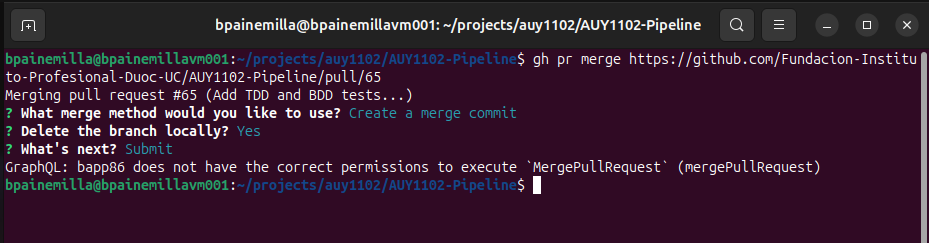 bpainemilla@bpainemillavm001: ~/projects/auy1102/AUY1102-Pipeline
bpainemilla@bpainemillavm001:~/projects/auy1102/AUY1102-Pipeline$ gh pr merge https://github.com/Fundacion-Institu
to-Profesional-Duoc-UC/AUY1102-Pipeline/pull/65
Merging pull request #65 (Add TDD and BDD tests...)
? What merge method would you like to use? Create a merge commit
? Delete the branch locally? Yes
? What's next? Submit
GraphQL: bapp86 does not have the correct permissions to execute `MergePullRequest` (mergePullRequest)
bpainemilla@bpainemillavm001:~/projects/auy1102/AUY1102-Pipeline$